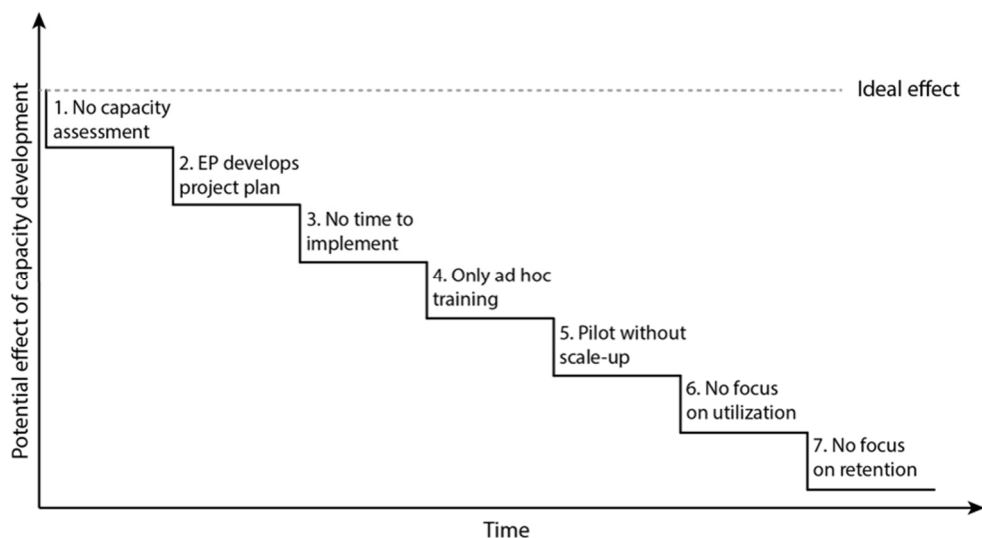 Potential effect of capacity development
Ideal effect
1. No capacity
assessment
2. EP develops
project plan
3. No time to
implement
4. Only ad hoc
training
5. Pilot without
scale-up
6. No focus
on utilization
7. No focus
on retention
Time